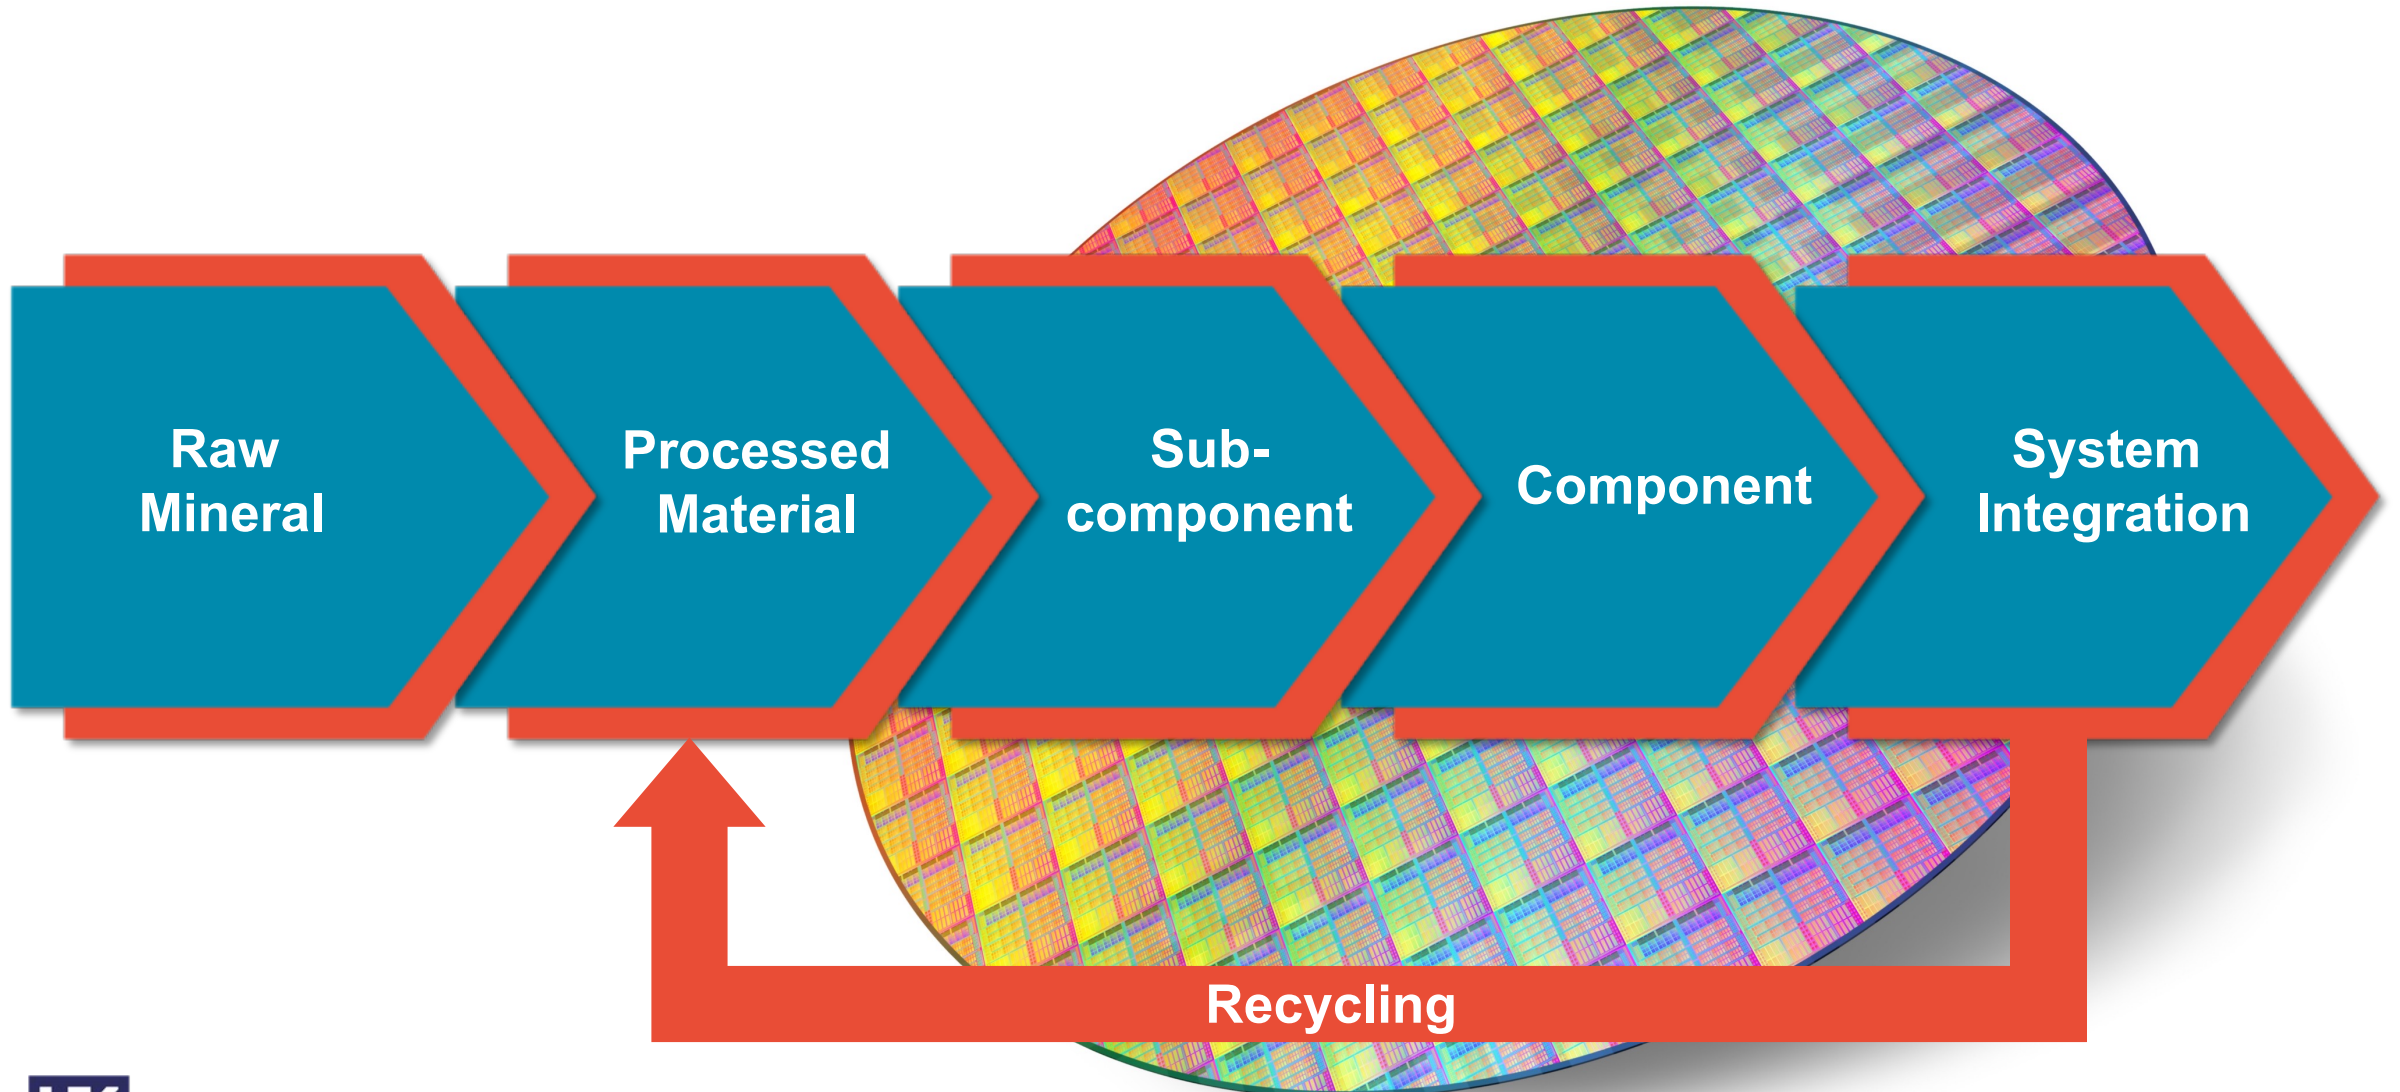 Raw
Mineral
Processed
Material
Sub-
component
Component
System
Integration
Recycling